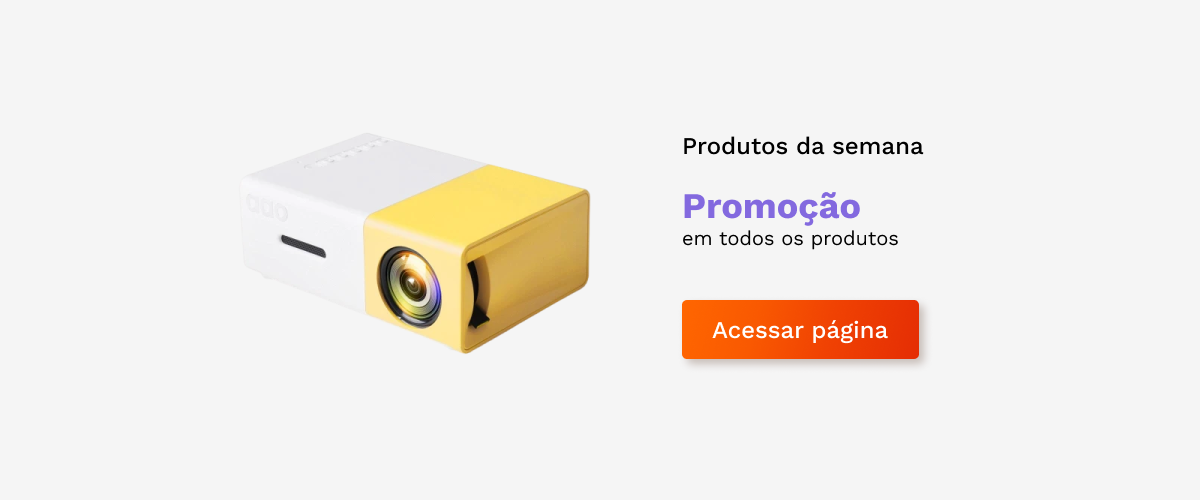 Produtos da semana
Promoção
em todos os produtos
Acessar página